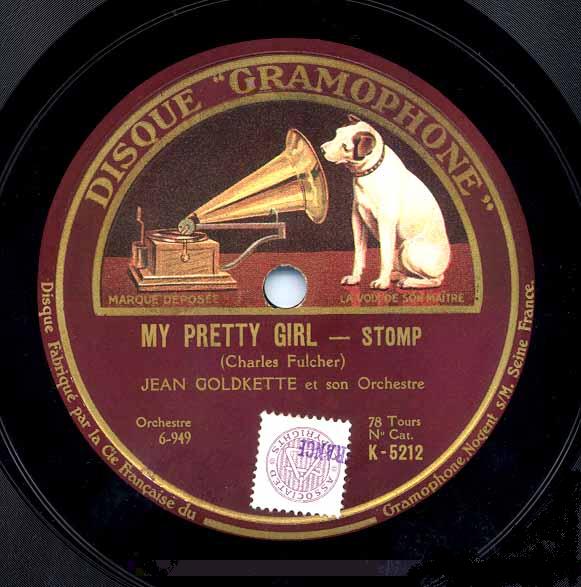 DISQUE "GRAMOPHONE"
MARQUE DÉPOSÉE
LA VOIX DE SON MAÎTRE
MY PRETTY GIRL — STOMP
(Charles Fulcher)
JEAN GOLDKETTE et son Orchestre
Orchestre
6-949
78 Tours
Nº Cat.
K-5212
ASSOCIATED COPYRIGHTS
Disque Fabriqué par la Cie Française du Gramophone, Nogent s/M. Seine France.